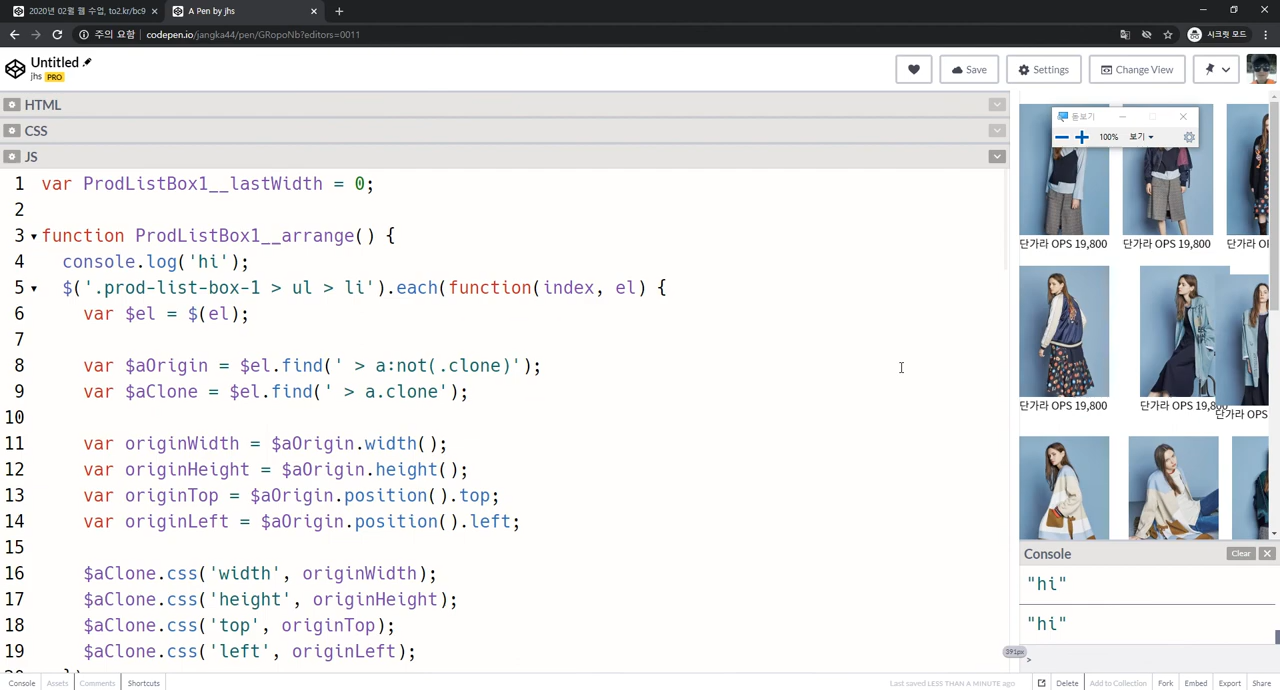 2020년 02월 웹 수업, to2.kr/bc9
A Pen by jhs
주의 요함
codepen.io/jangka44/pen/GRopoNb?editors=0011
시크릿 모드
Untitled
jhs PRO
Save
Settings
Change View
HTML
CSS
JS
1 var ProdListBox1__lastWidth = 0;
2
3 function ProdListBox1__arrange() {
4 console.log('hi');
5 $('.prod-list-box-1 > ul > li').each(function(index, el) {
6 var $el = $(el);
7
8 var $aOrigin = $el.find(' > a:not(.clone)');
9 var $aClone = $el.find(' > a.clone');
10
11 var originWidth = $aOrigin.width();
12 var originHeight = $aOrigin.height();
13 var originTop = $aOrigin.position().top;
14 var originLeft = $aOrigin.position().left;
15
16 $aClone.css('width', originWidth);
17 $aClone.css('height', originHeight);
18 $aClone.css('top', originTop);
19 $aClone.css('left', originLeft);
돋보기
100% 보기
단가라 OPS 19,800
단가라 OPS 19,800
단가라 OF
단가라 OPS 19,800
단가라 OPS 19,800
단가라 OPS 19,800
Console
Clear
"hi"
"hi"
391px
>
Console
Assets
Comments
Shortcuts
Last saved LESS THAN A MINUTE ago
Delete
Add to Collection
Fork
Embed
Export
Share